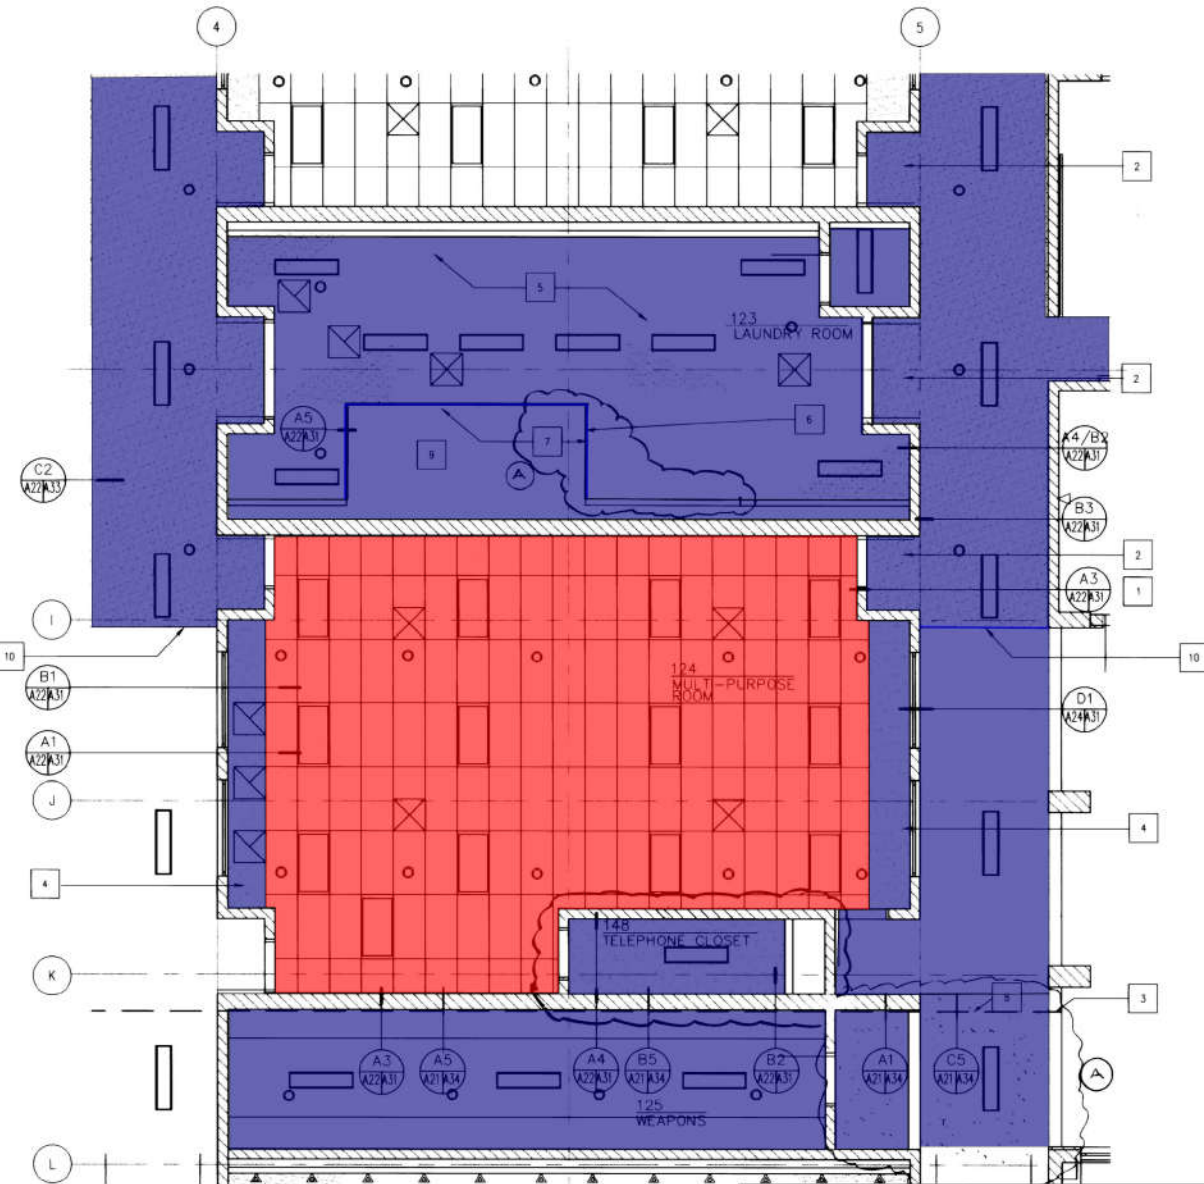 4
5
2
5
123
LAUNDRY ROOM
2
A5
A22 A31
7
6
9
A
A4/B2
A22 A31
C2
A22 A33
B3
A22 A31
2
A3
A22 A31
1
I
10
10
124
MULTI-PURPOSE
ROOM
B1
A22 A31
D1
A24 A31
A1
A22 A31
J
4
4
148
TELEPHONE CLOSET
K
8
3
A3
A22 A31
A5
A21 A34
A4
A22 A31
B5
A21 A34
B2
A22 A31
A1
A21 A34
C5
A21 A34
A
125
WEAPONS
L